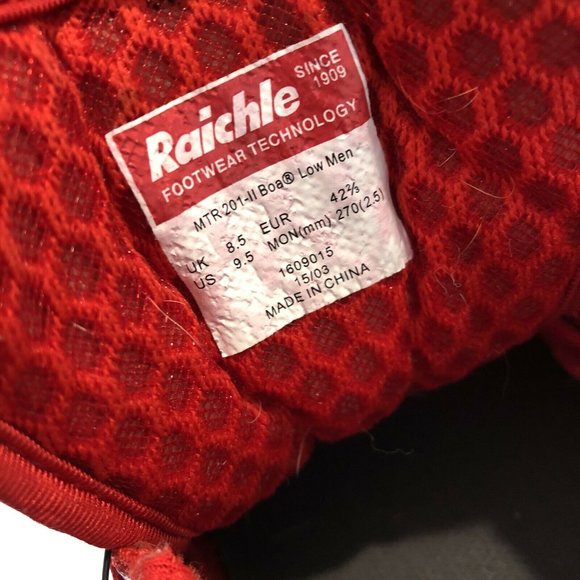 Raichle SINCE 1909
FOOTWEAR TECHNOLOGY
MTR 201-II Boa® Low Men
UK 8.5 EUR 42⅔
US 9.5 MON(mm) 270(2.5)
1609015
15/03
MADE IN CHINA